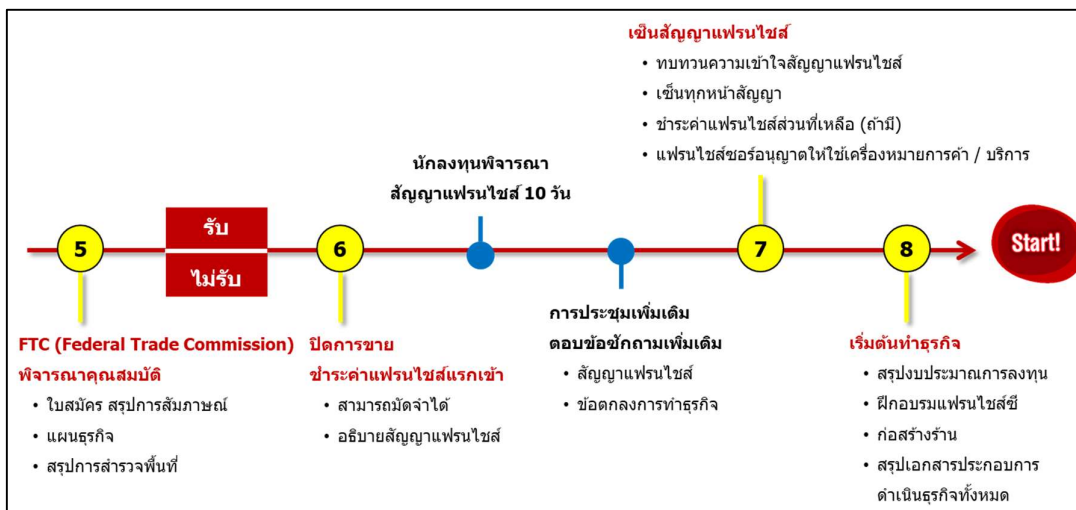 เซ็นสัญญาแฟรนไชส์
• ทบทวนความเข้าใจสัญญาแฟรนไชส์
• เซ็นทุกหน้าสัญญา
• ชำระค่าแฟรนไชส์ส่วนที่เหลือ (ถ้ามี)
• แฟรนไชส์ซอร์อนุญาตให้ใช้เครื่องหมายการค้า / บริการ
นักลงทุนพิจารณา
สัญญาแฟรนไชส์ 10 วัน
5
รับ
ไม่รับ
6
7
8
Start!
FTC (Federal Trade Commission)
พิจารณาคุณสมบัติ
• ใบสมัคร สรุปการสัมภาษณ์
• แผนธุรกิจ
• สรุปการสำรวจพื้นที่
ปิดการขาย
ชำระค่าแฟรนไชส์แรกเข้า
• สามารถมัดจำได้
• อธิบายสัญญาแฟรนไชส์
การประชุมเพิ่มเติม
ตอบข้อซักถามเพิ่มเติม
• สัญญาแฟรนไชส์
• ข้อตกลงการทำธุรกิจ
เริ่มต้นทำธุรกิจ
• สรุปงบประมาณการลงทุน
• ฝึกอบรมแฟรนไชส์ซี
• ก่อสร้างร้าน
• สรุปเอกสารประกอบการ
ดำเนินธุรกิจทั้งหมด